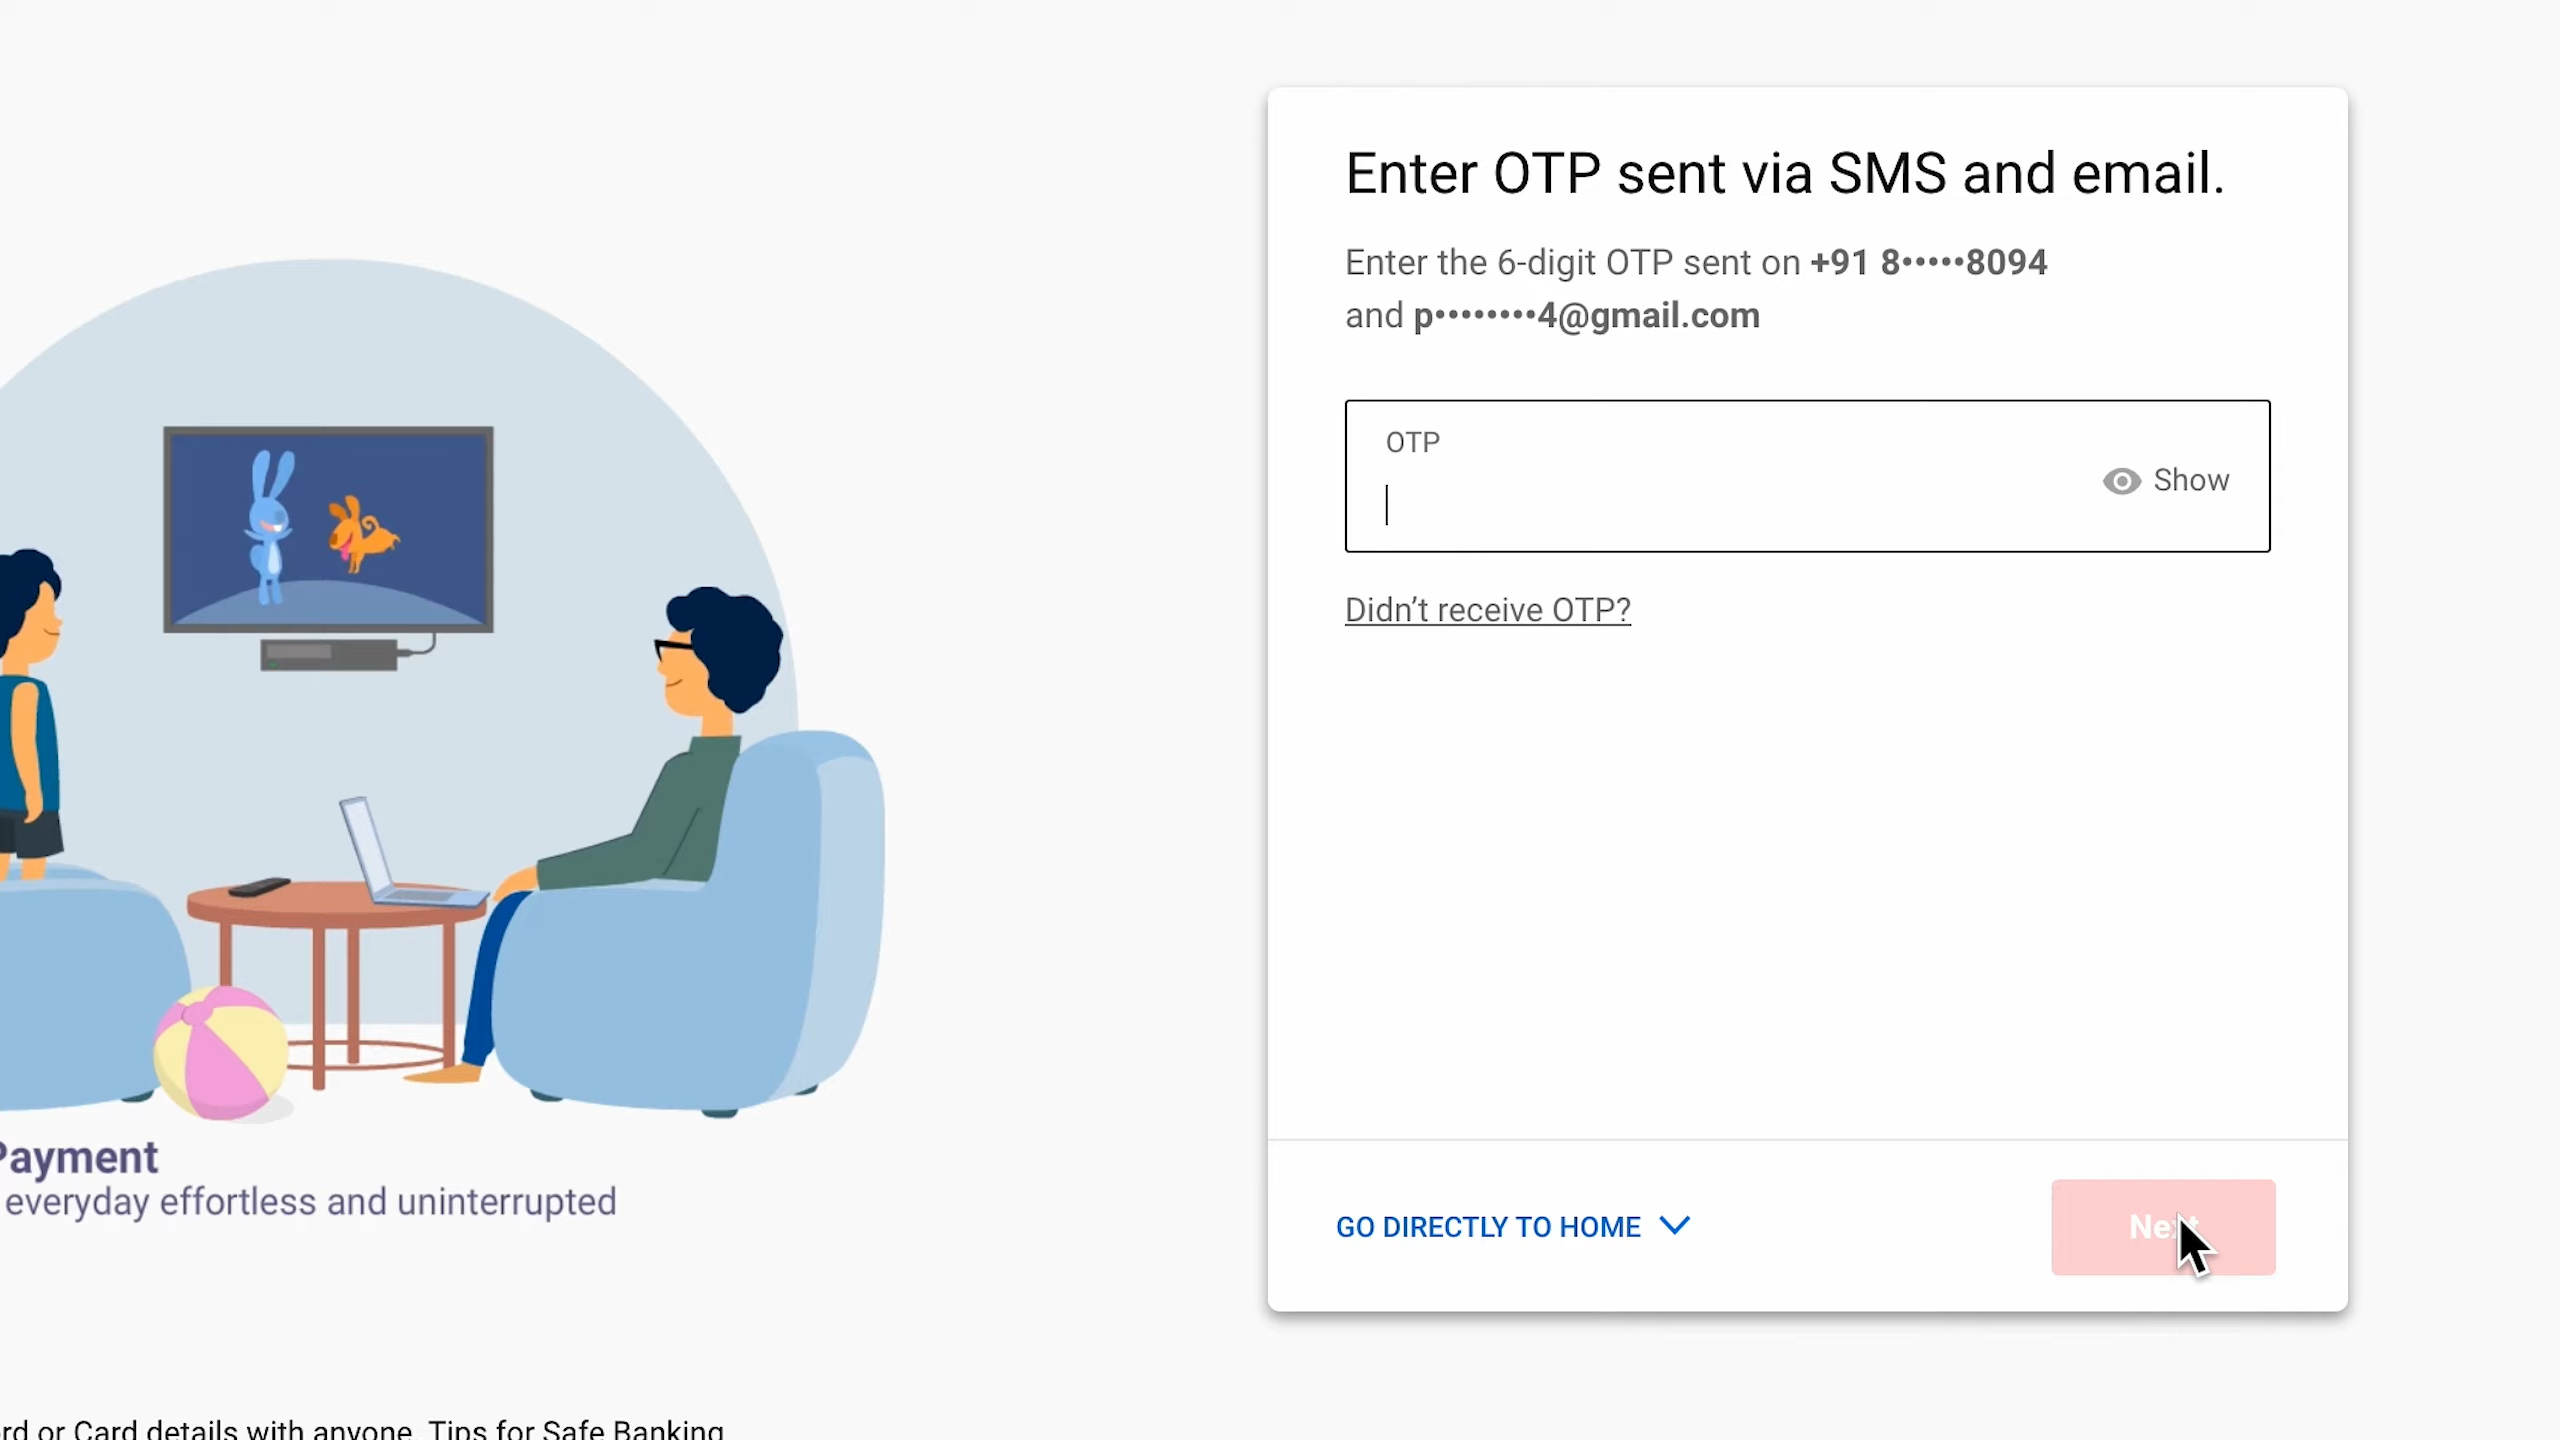 Enter OTP sent via SMS and email.
Enter the 6-digit OTP sent on +91 8•••••8094
and p••••••••4@gmail.com
OTP
Show
Didn’t receive OTP?
Payment
everyday effortless and uninterrupted
GO DIRECTLY TO HOME
Next
rd or Card details with anyone. Tips for Safe Banking